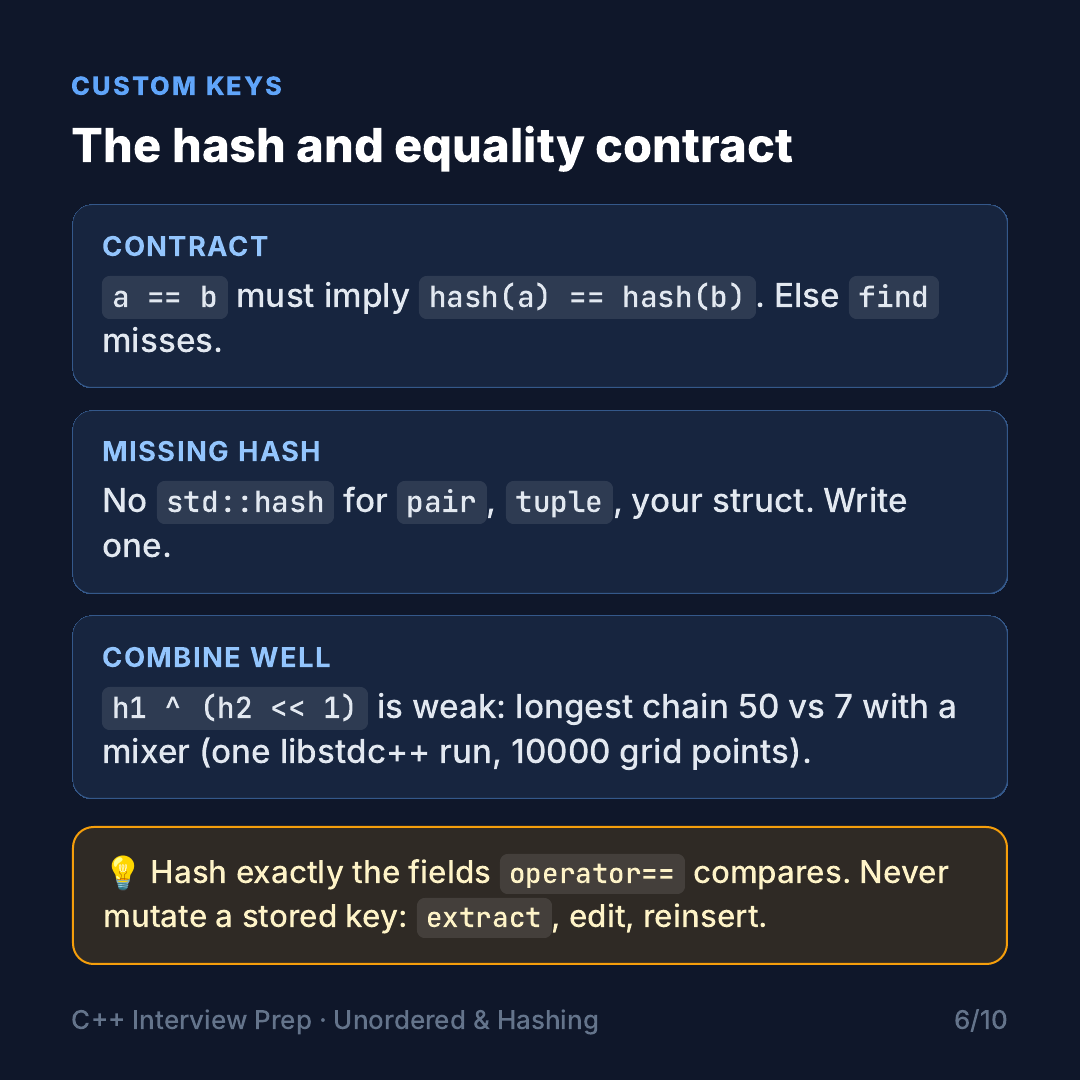 CUSTOM KEYS
The hash and equality contract
CONTRACT
a == b must imply hash(a) == hash(b). Else find
misses.
MISSING HASH
No std::hash for pair, tuple, your struct. Write
one.
COMBINE WELL
h1 ^ (h2 << 1) is weak: longest chain 50 vs 7 with a
mixer (one libstdc++ run, 10000 grid points).
💡 Hash exactly the fields operator== compares. Never
mutate a stored key: extract, edit, reinsert.
C++ Interview Prep · Unordered & Hashing
6/10